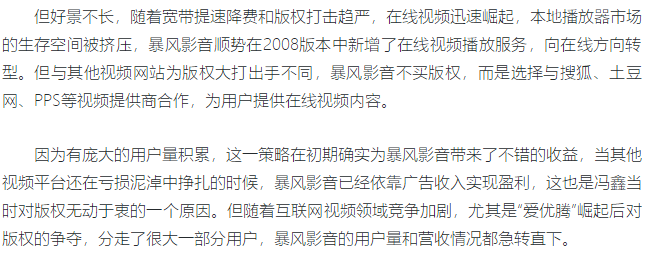 但好景不长，随着宽带提速降费和版权打击趋严，在线视频迅速崛起，本地播放器市场
的生存空间被挤压，暴风影音顺势在2008版本中新增了在线视频播放服务，向在线方向转
型。但与其他视频网站为版权大打出手不同，暴风影音不买版权，而是选择与搜狐、土豆
网、PPS等视频提供商合作，为用户提供在线视频内容。
因为有庞大的用户量积累，这一策略在初期确实为暴风影音带来了不错的收益，当其他
视频平台还在亏损泥淖中挣扎的时候，暴风影音已经依靠广告收入实现盈利，这也是冯鑫当
时对版权无动于衷的一个原因。但随着互联网视频领域竞争加剧，尤其是“爱优腾”崛起后对
版权的争夺，分走了很大一部分用户，暴风影音的用户量和营收情况都急转直下。